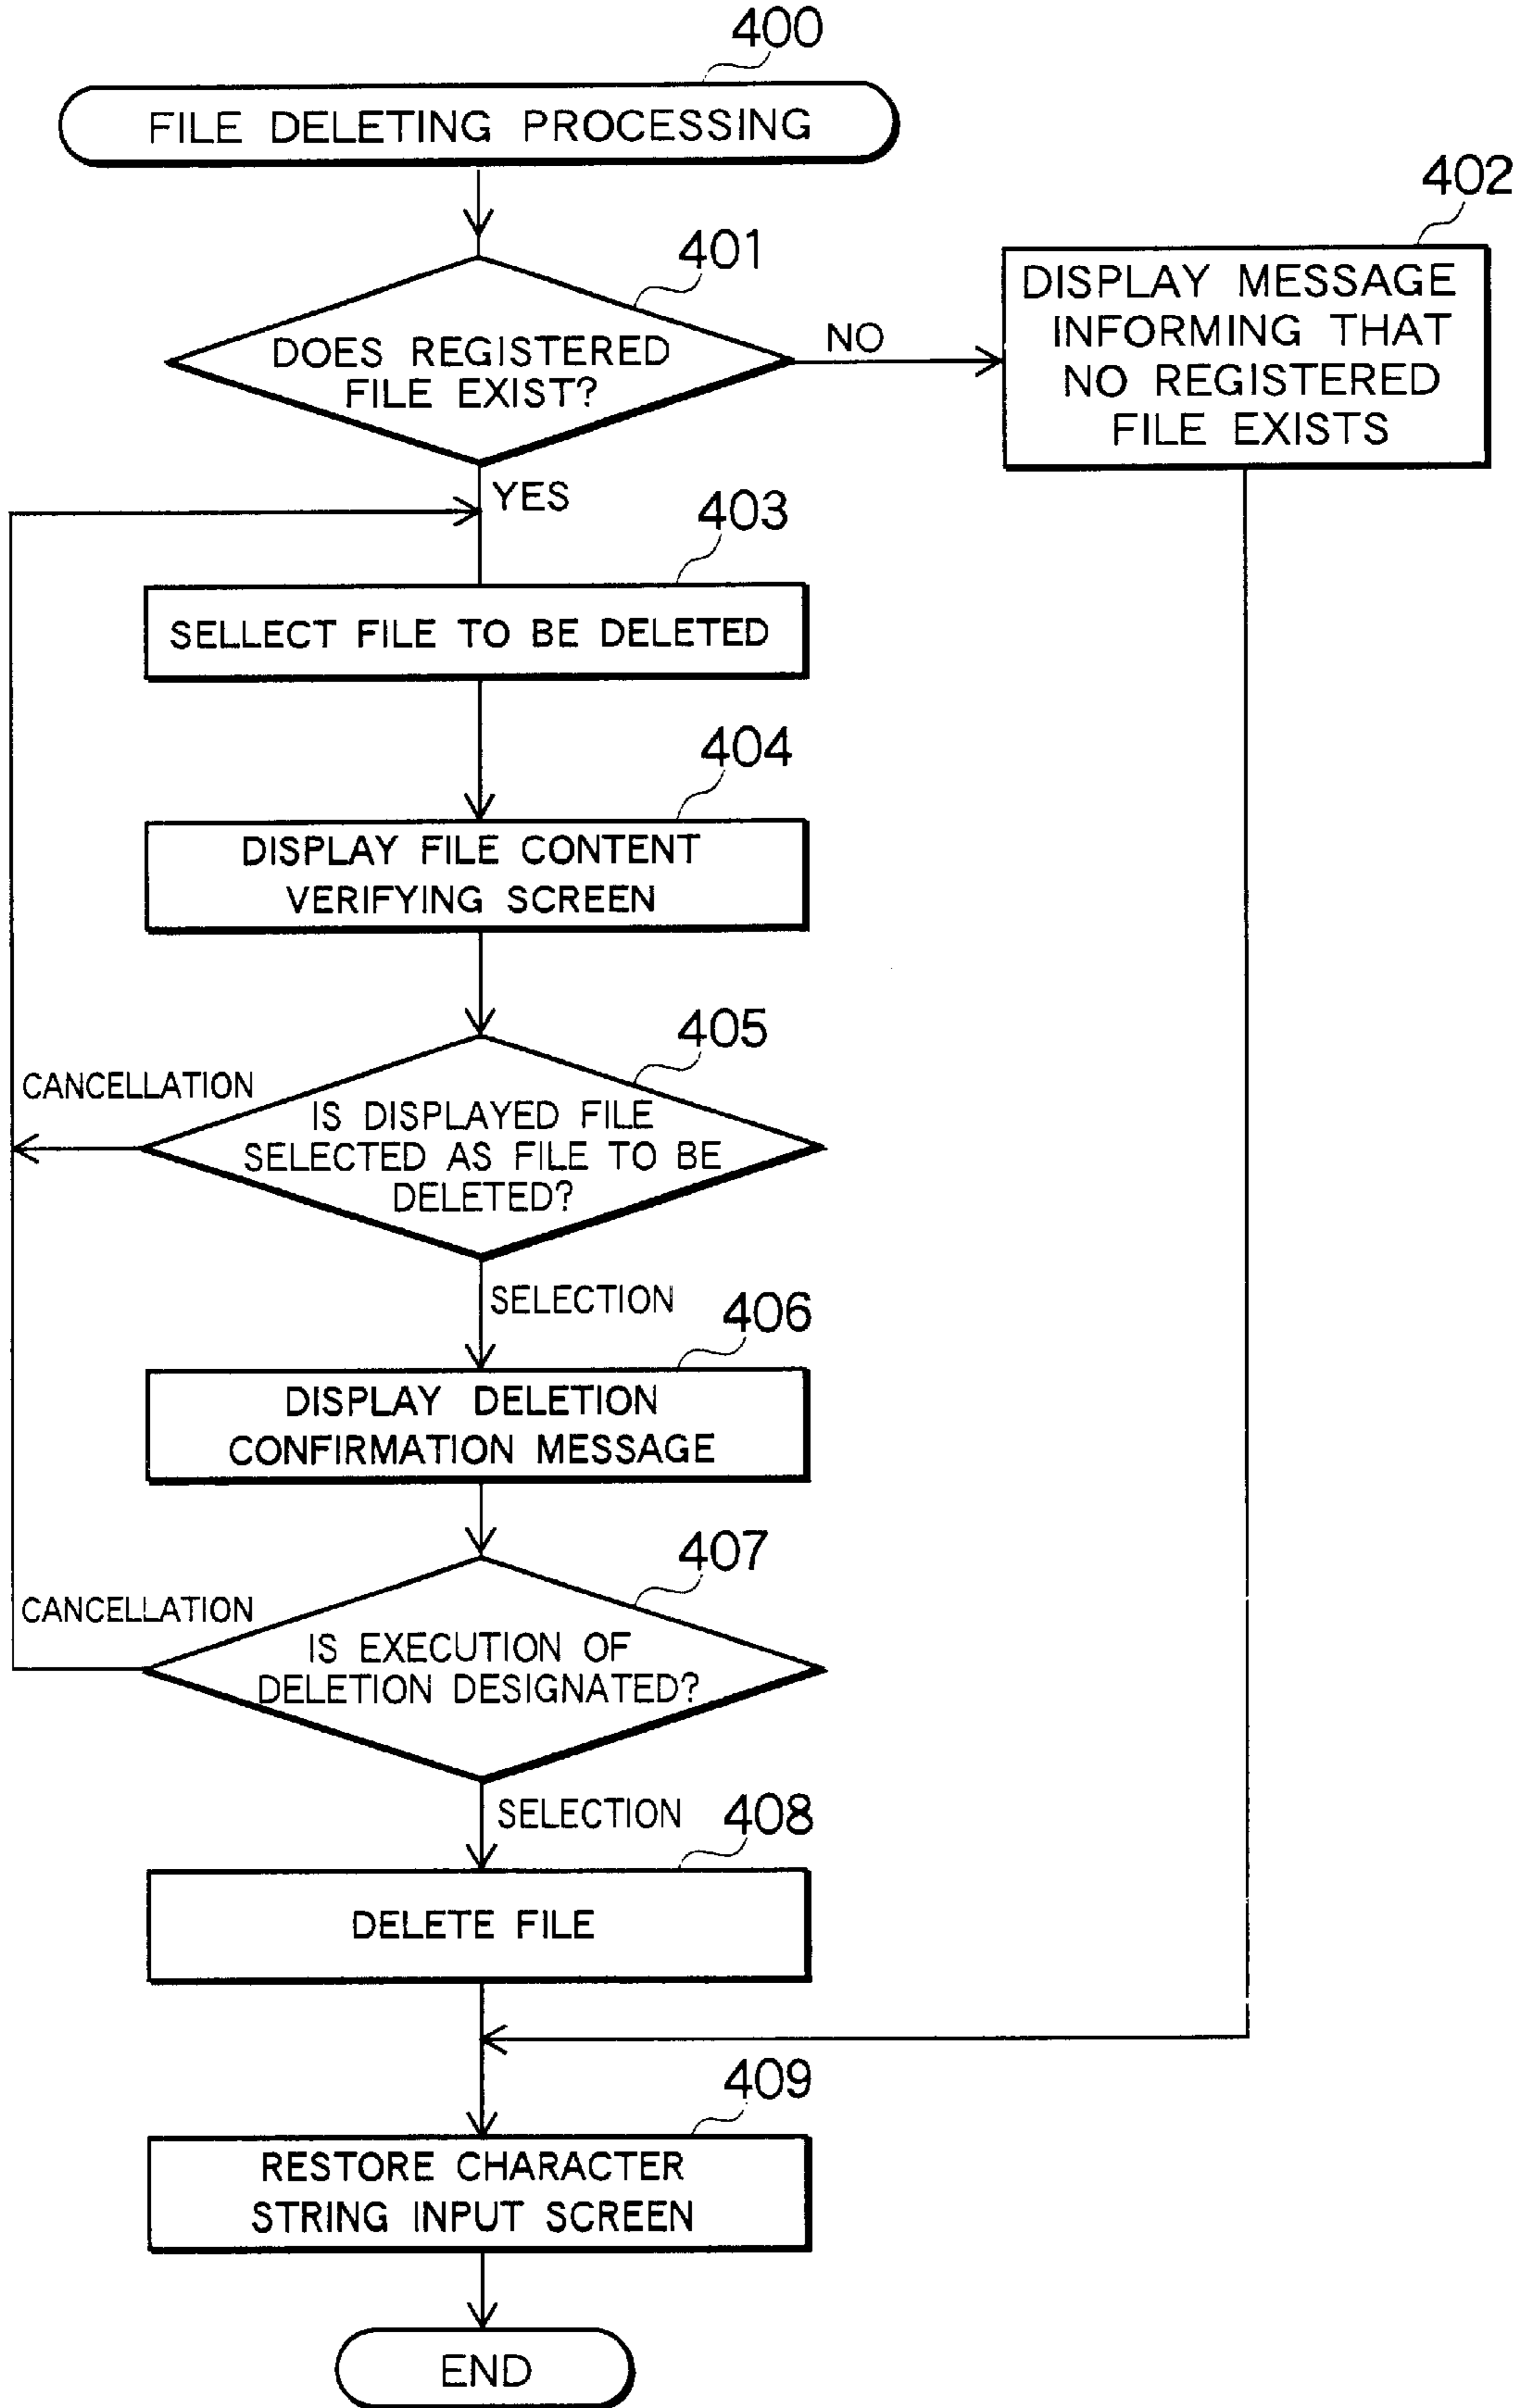 400
FILE DELETING PROCESSING
402
401
DISPLAY MESSAGE
INFORMING THAT
NO REGISTERED
FILE EXISTS
DOES REGISTERED
FILE EXIST?
NO
YES
403
SELLECT FILE TO BE DELETED
404
DISPLAY FILE CONTENT
VERIFYING SCREEN
405
CANCELLATION
IS DISPLAYED FILE
SELECTED AS FILE TO BE
DELETED?
SELECTION
406
DISPLAY DELETION
CONFIRMATION MESSAGE
407
CANCELLATION
IS EXECUTION OF
DELETION DESIGNATED?
SELECTION
408
DELETE FILE
409
RESTORE CHARACTER
STRING INPUT SCREEN
END